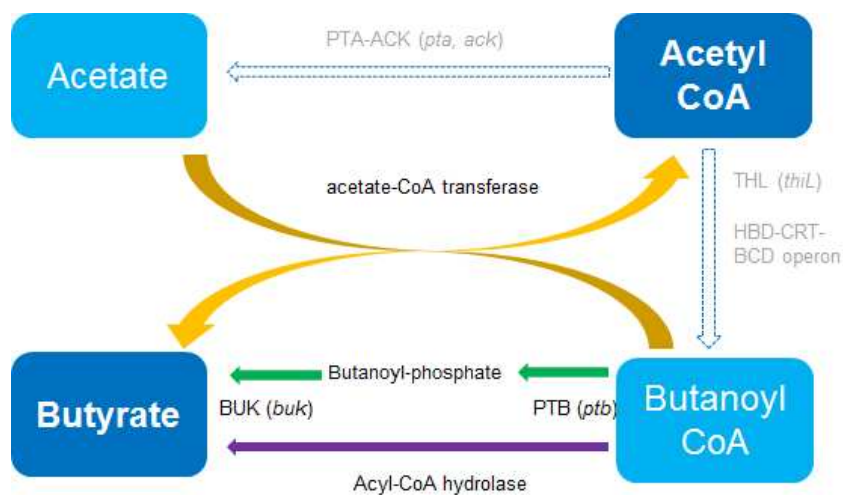 PTA-ACK (pta, ack)
Acetate
Acetyl
CoA
acetate-CoA transferase
THL (thiL)
HBD-CRT-
BCD operon
Butanoyl-phosphate
Butyrate
BUK (buk)
PTB (ptb)
Butanoyl
CoA
Acyl-CoA hydrolase